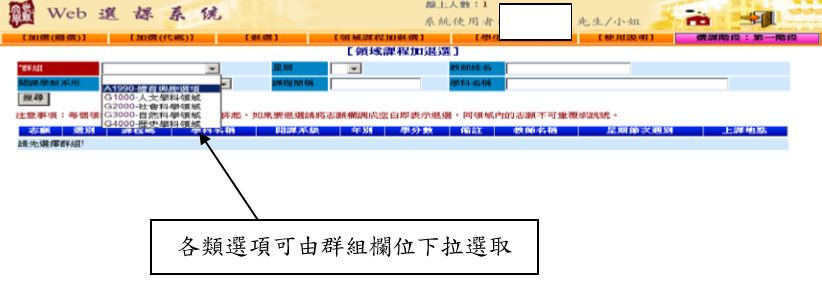 Web 選 課 系 統
線上人數：1
系統使用者 先生/小姐
[加選(關選)] [加選(代碼)] [退選] [領域課程加退選] [學生 [使用說明] 選課階段：第一階段
[領域課程加退選]
*群組 星期 教師姓名
開課學制系所 課程簡稱 學科名稱
A1990-體育興趣選項
G1000-人文學科領域
G2000-社會科學領域
G3000-自然科學領域
G4000-歷史學科領域
搜尋
注意事項：每個領 排起，如果要退選請將志願欄調成空白即表示退選，同領域內的志願不可重覆或跳號。
志願 選別 課程碼 學科名稱 開課系級 年別 學分數 備註 教師名稱 星期節次週別 上課地點
請先選擇群組!
各類選項可由群組欄位下拉選取